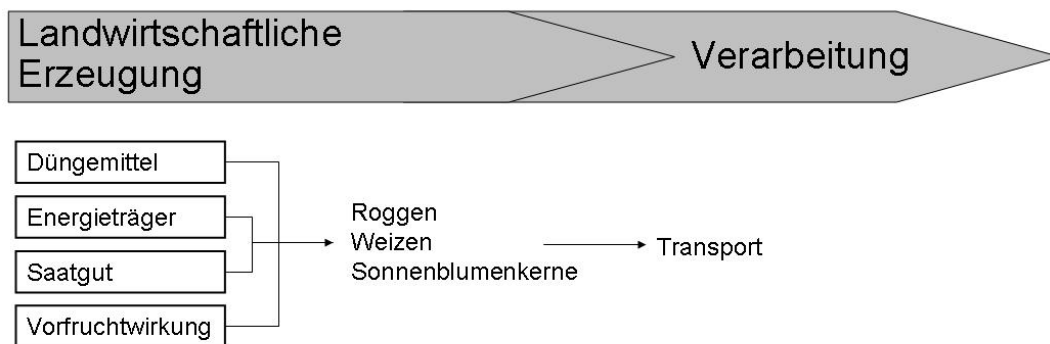 Landwirtschaftliche
Erzeugung
Verarbeitung
Düngemittel
Energieträger
Saatgut
Vorfruchtwirkung
Roggen
Weizen
Sonnenblumenkerne
Transport